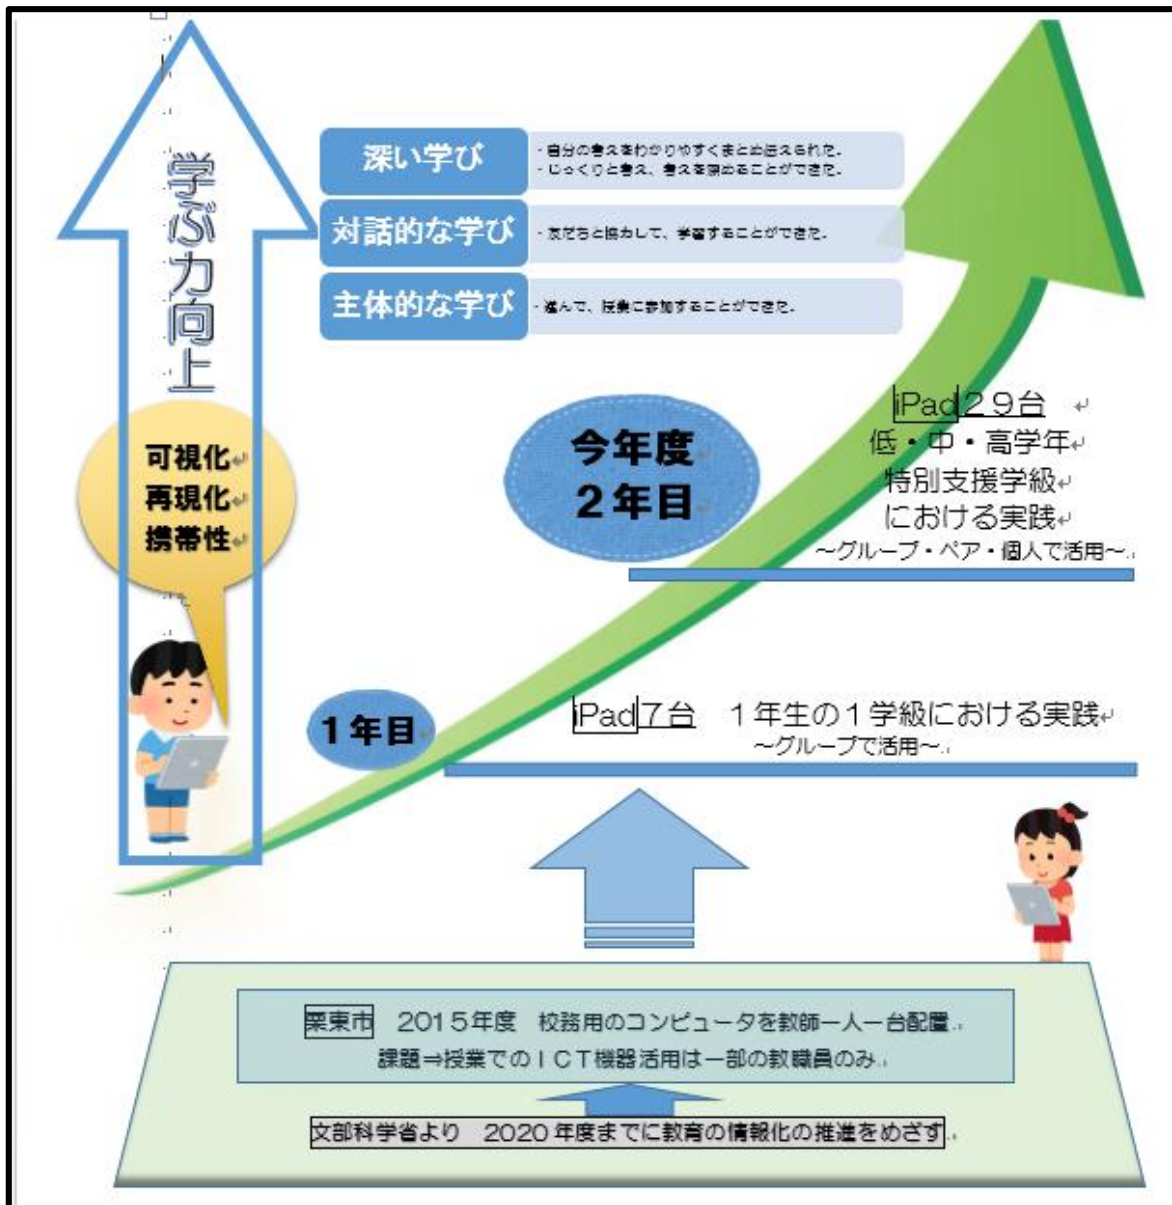 学ぶ力向上
深い学び
・自分の考えをわかりやすくまとめ伝えられた。
・じっくりと考え、考えを深めることができた。
対話的な学び
・友だちと協力して、学習することができた。
主体的な学び
・進んで、授業に参加することができた。
可視化
再現化
携帯性
今年度
２年目
iPad２９台
低・中・高学年
特別支援学級
における実践
～グループ・ペア・個人で活用～
１年目
iPad７台　１年生の１学級における実践
～グループで活用～
栗東市　２０１５年度　校務用のコンピュータを教師一人一台配置
課題⇒授業でのＩＣＴ機器活用は一部の教職員のみ
文部科学省より　2020年度までに教育の情報化の推進をめざす